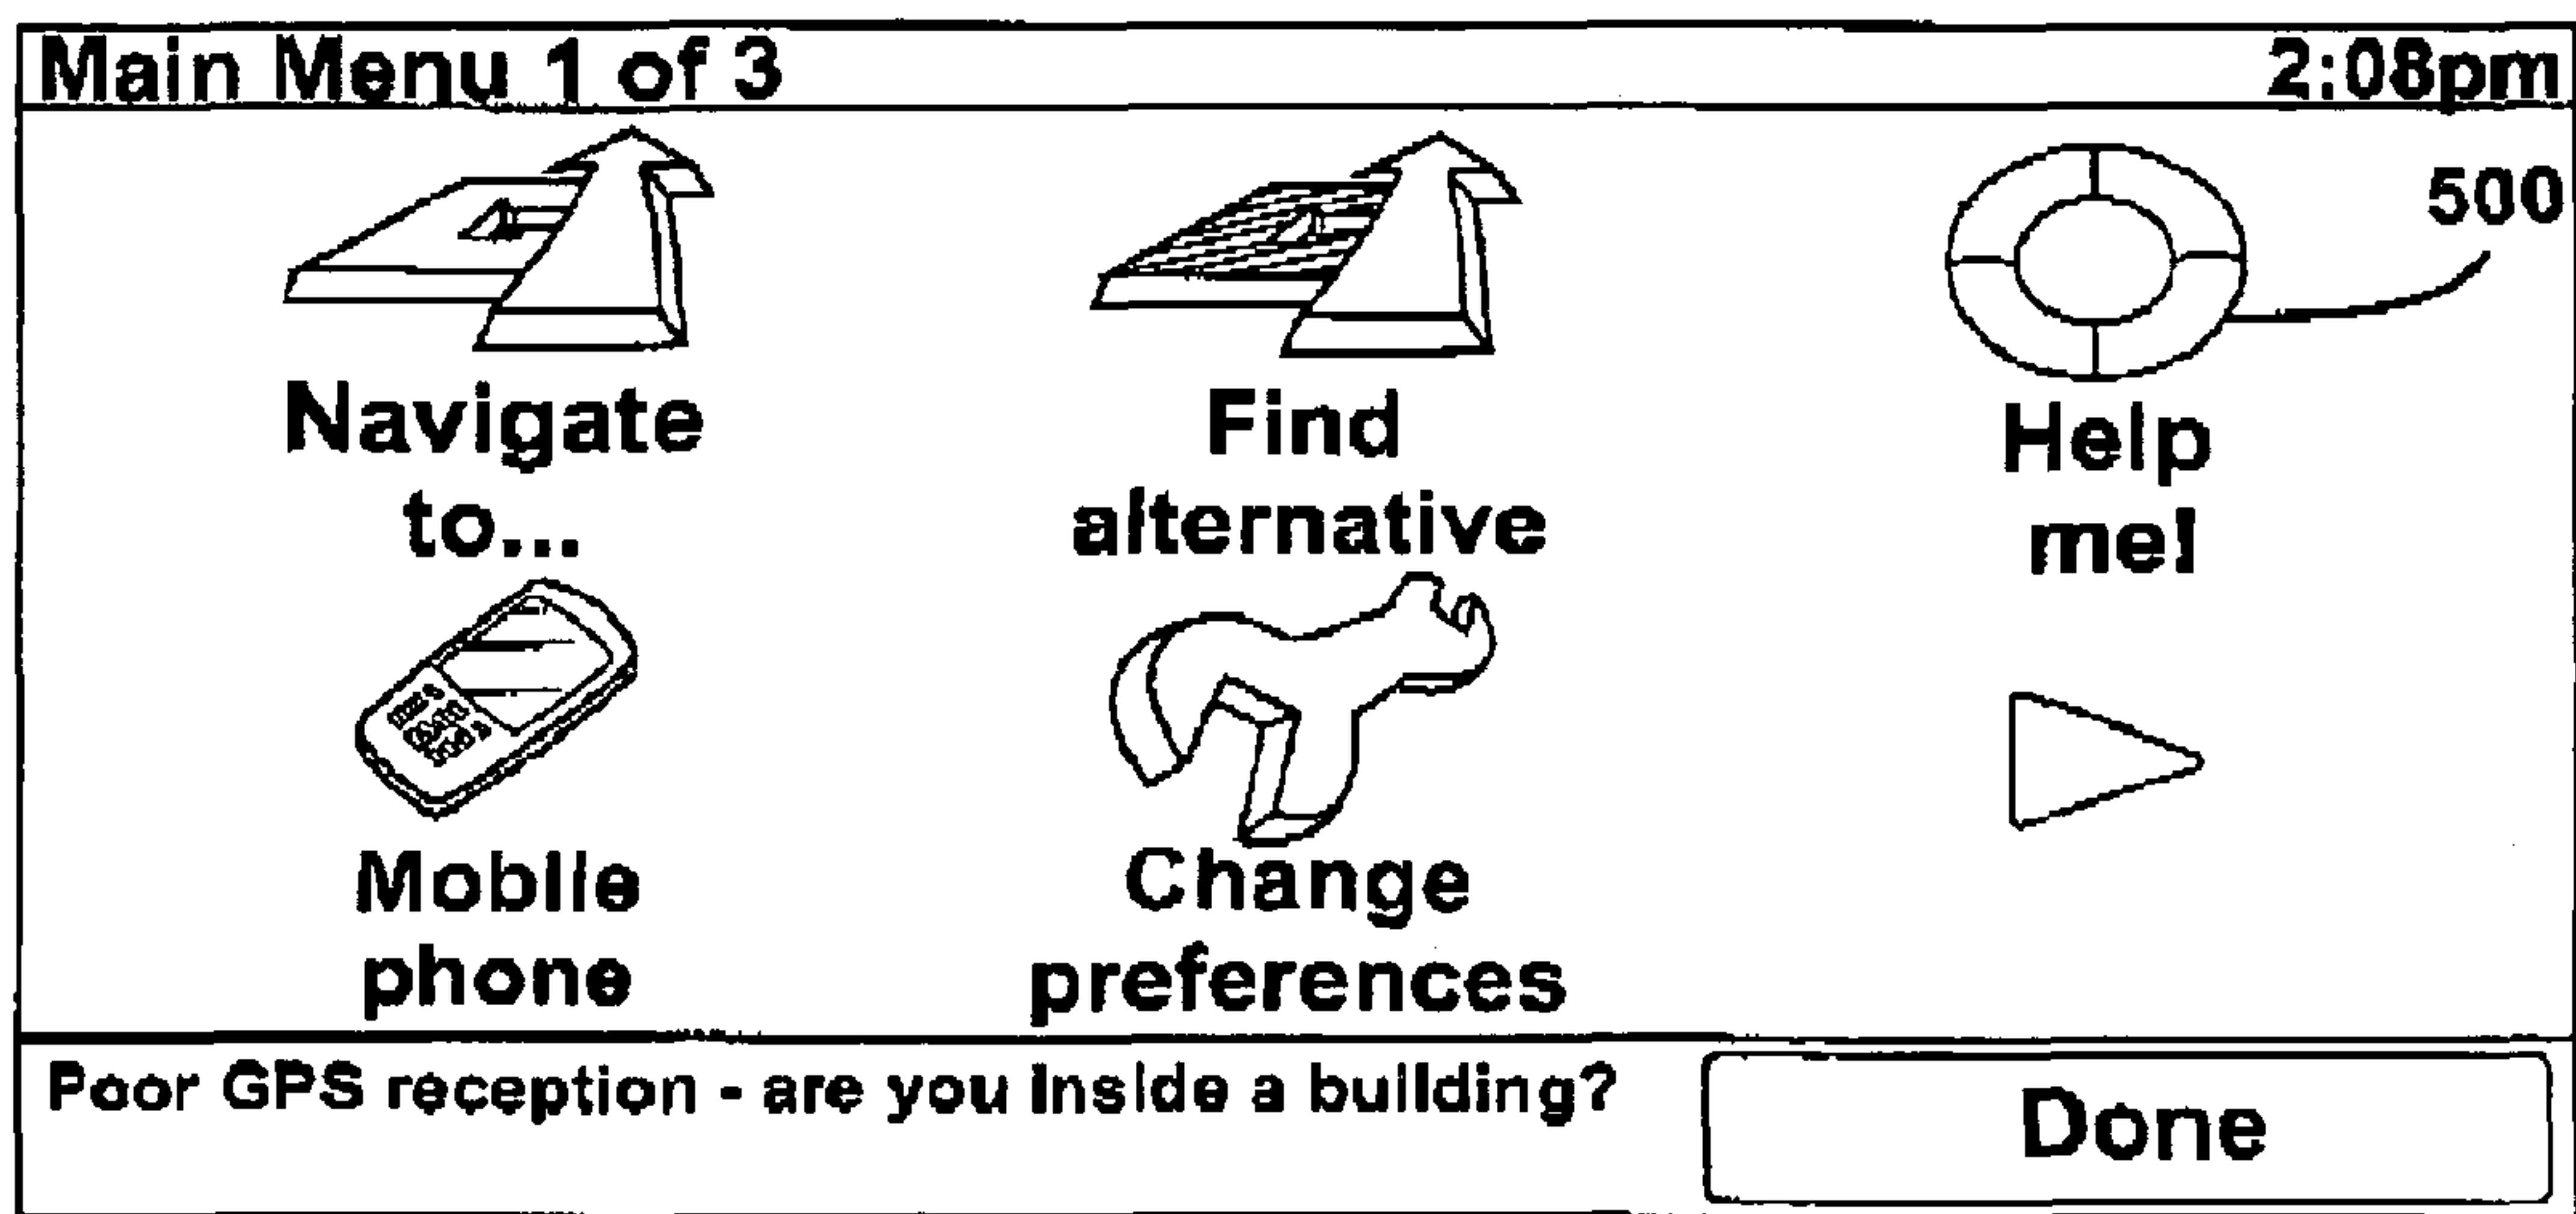 Main Menu 1 of 3
2:08pm
500
Navigate
to...
Find
alternative
Help
me!
Mobile
phone
Change
preferences
Poor GPS reception - are you inside a building?
Done